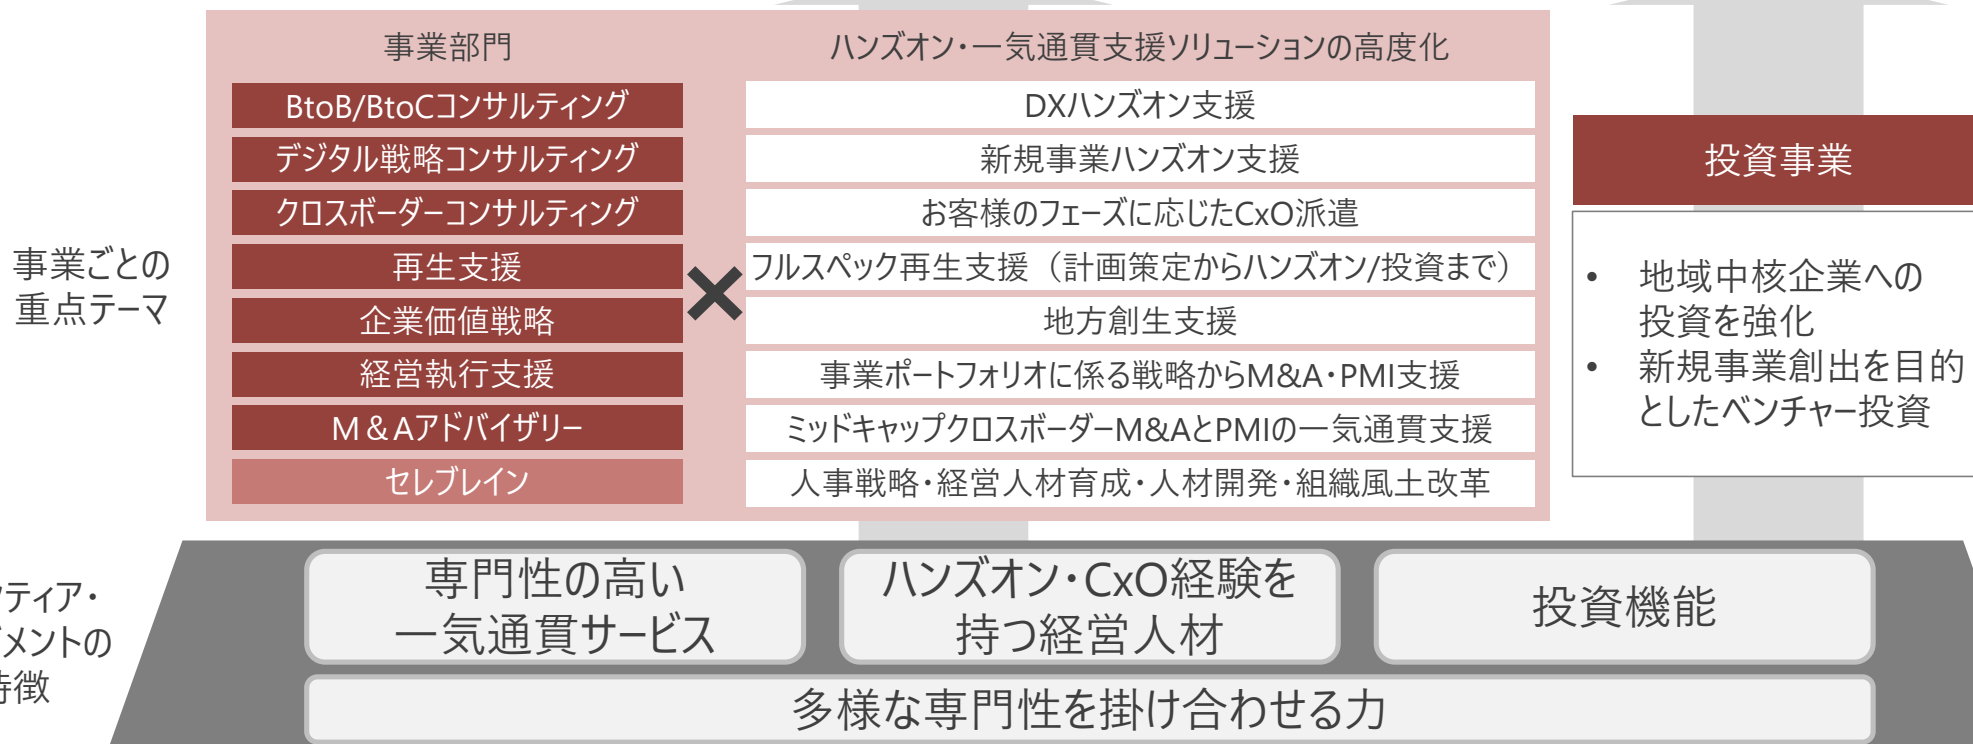 事業部門
ハンズオン・一気通貫支援ソリューションの高度化
BtoB/BtoCコンサルティング
DXハンズオン支援
デジタル戦略コンサルティング
新規事業ハンズオン支援
クロスボーダーコンサルティング
お客様のフェーズに応じたCxO派遣
再生支援
フルスペック再生支援（計画策定からハンズオン/投資まで）
企業価値戦略
地方創生支援
経営執行支援
事業ポートフォリオに係る戦略からM&A・PMI支援
M＆Aアドバイザリー
ミッドキャップクロスボーダーM&AとPMIの一気通貫支援
セレブレイン
人事戦略・経営人材育成・人材開発・組織風土改革
×
事業ごとの
重点テーマ
投資事業
• 地域中核企業への
投資を強化
• 新規事業創出を目的
としたベンチャー投資
ティア・
メントの
特徴
専門性の高い
一気通貫サービス
ハンズオン・CxO経験を
持つ経営人材
投資機能
多様な専門性を掛け合わせる力